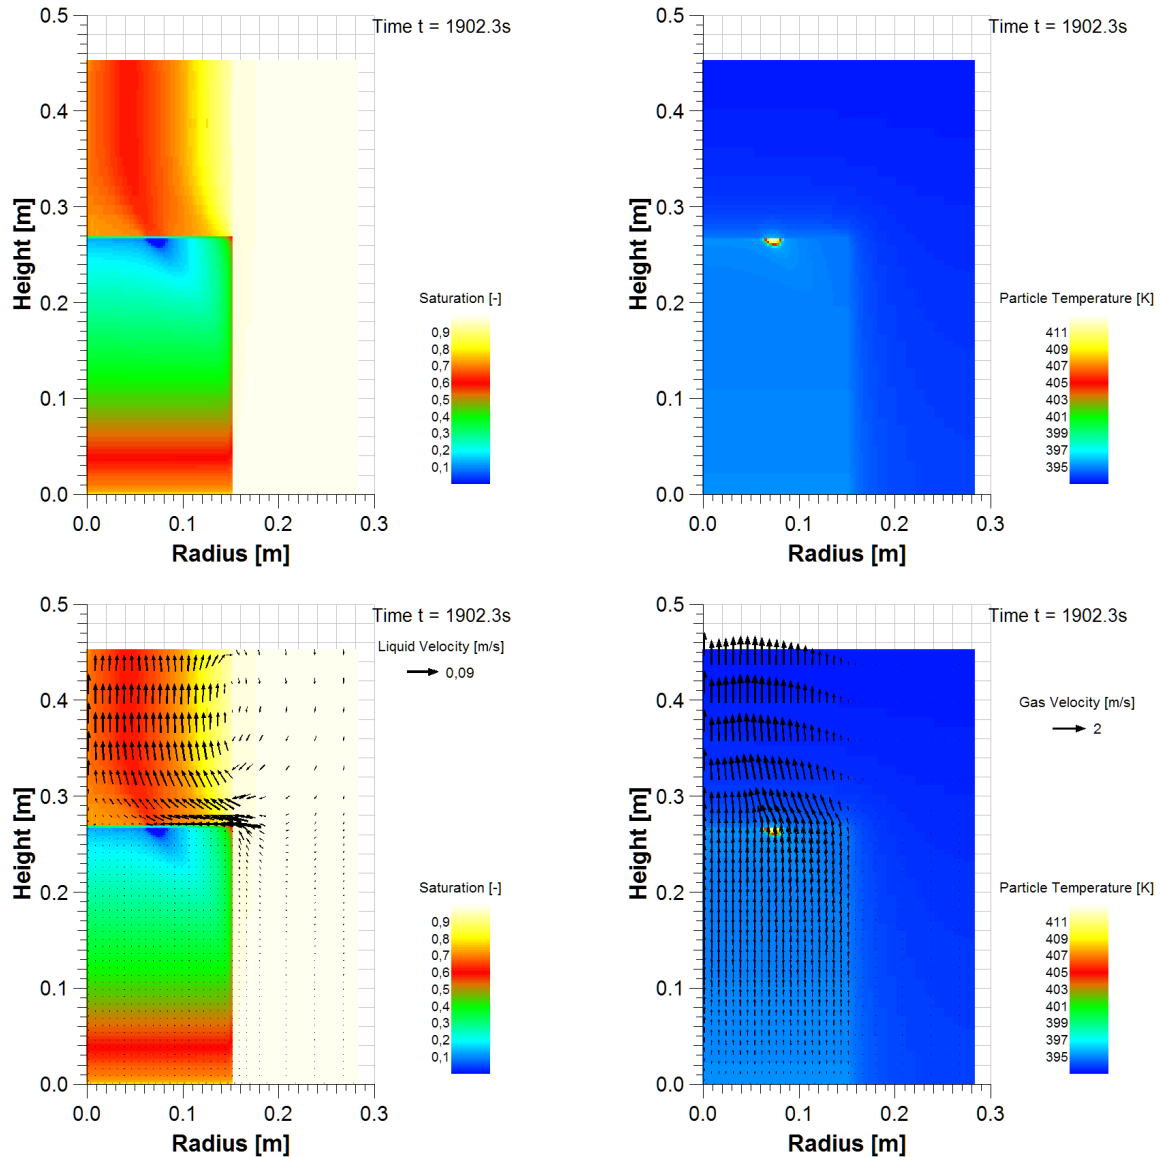 0.5
Time t = 1902.3s
0.4
0.3
Height [m]
0.2
0.1
0.0
0.0 0.1 0.2 0.3
Radius [m]
Saturation [-]
0,9
0,8
0,7
0,6
0,5
0,4
0,3
0,2
0,1
0.5
Time t = 1902.3s
0.4
0.3
Height [m]
0.2
0.1
0.0
0.0 0.1 0.2 0.3
Radius [m]
Particle Temperature [K]
411
409
407
405
403
401
399
397
395
0.5
Time t = 1902.3s
Liquid Velocity [m/s]
0,09
0.4
0.3
Height [m]
0.2
0.1
0.0
0.0 0.1 0.2 0.3
Radius [m]
Saturation [-]
0,9
0,8
0,7
0,6
0,5
0,4
0,3
0,2
0,1
0.5
Time t = 1902.3s
Gas Velocity [m/s]
2
0.4
0.3
Height [m]
0.2
0.1
0.0
0.0 0.1 0.2 0.3
Radius [m]
Particle Temperature [K]
411
409
407
405
403
401
399
397
395